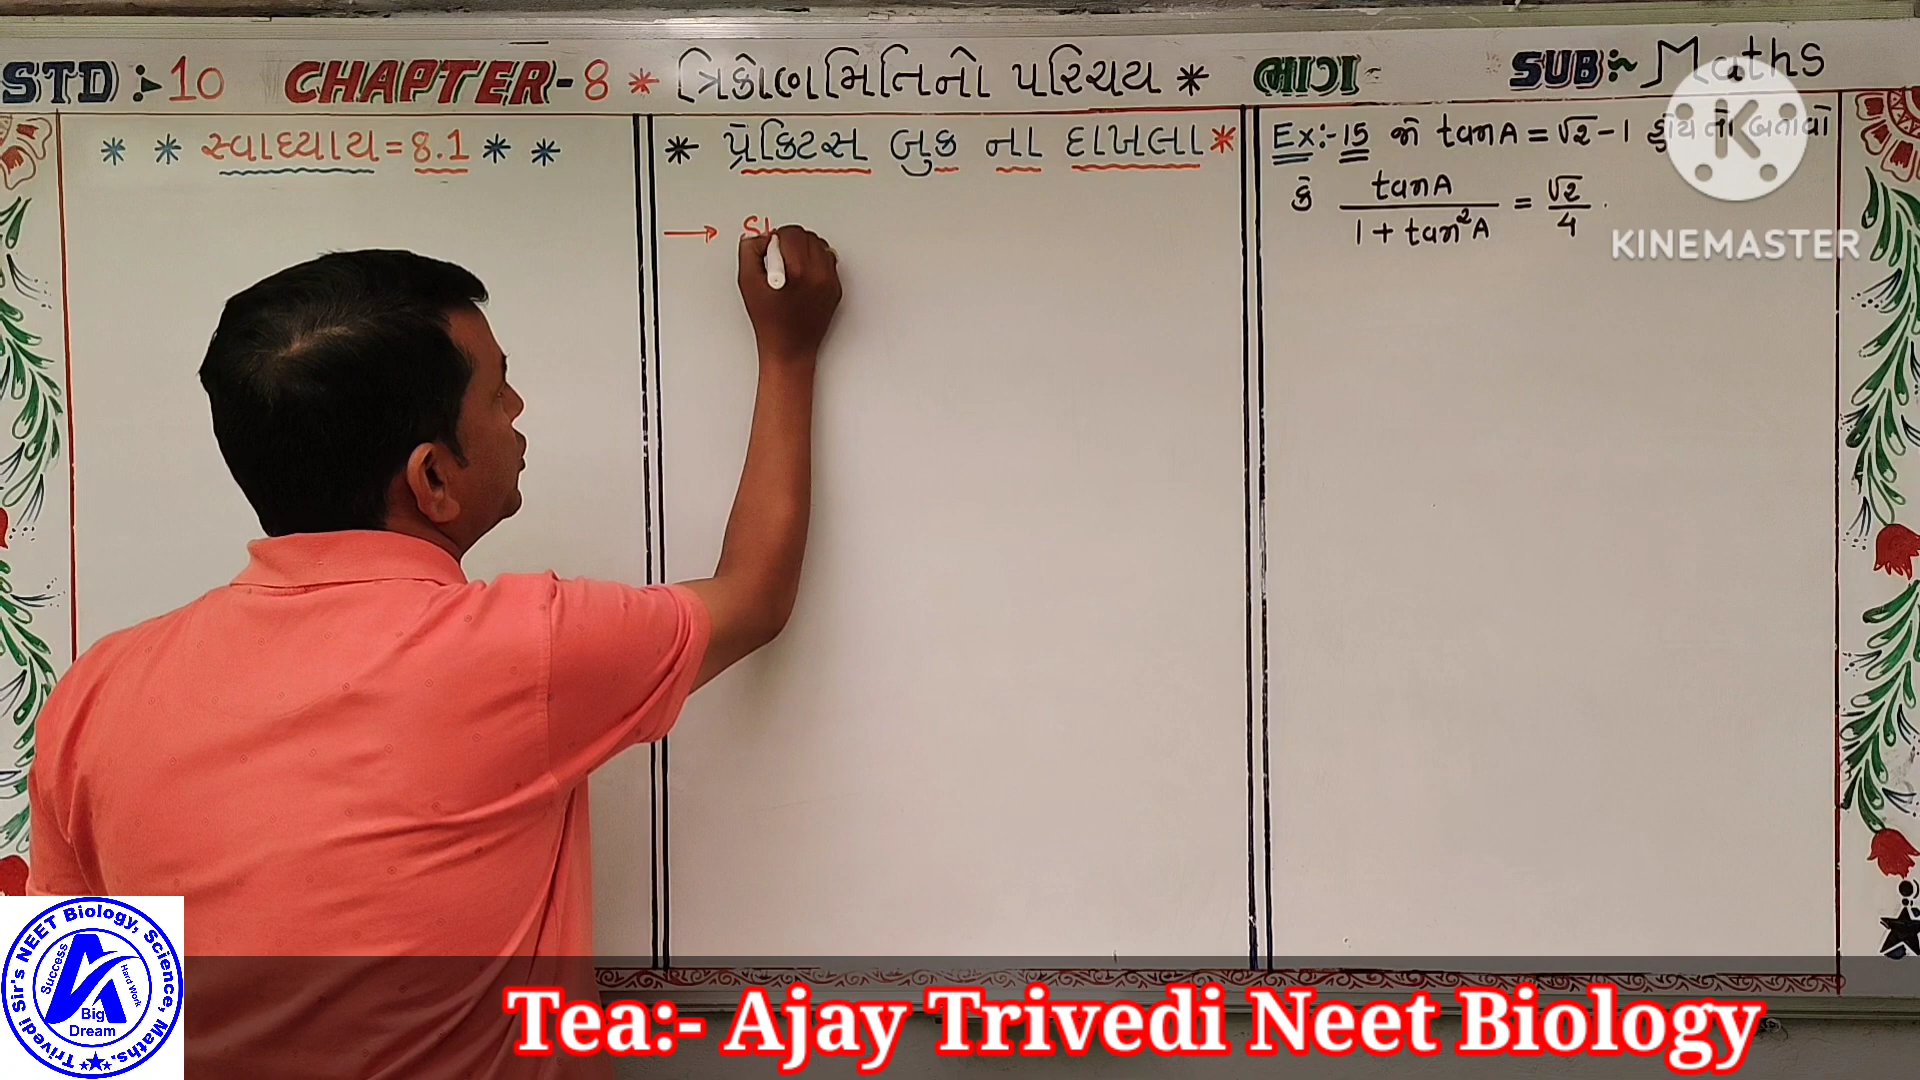 STD :- 10 CHAPTER - 8 * ત્રિકોણમિતિનો પરિચય * ભાગ SUB :~ Maths
* * સ્વાધ્યાય = 8.1 * *
* પ્રેક્ટિસ બુક ના દાખલા *
→
Ex:- 15 જો tanA = √2 - 1 હોય તો બતાવો
કે tanA / 1 + tan²A = √2 / 4 .
K
KINEMASTER
Trivedi Sir's NEET Biology, Science, Maths.
Success
Hard Work
Big
Dream
Tea:- Ajay Trivedi Neet Biology